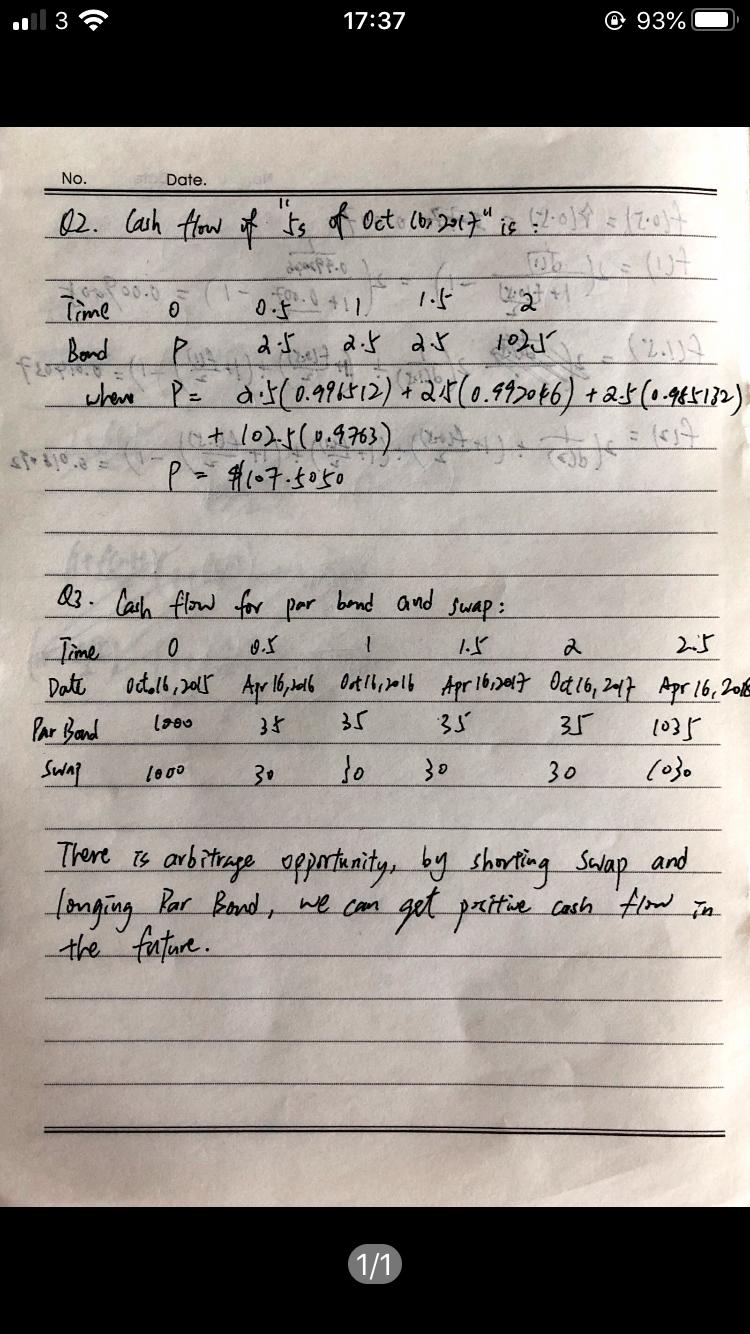 3 17:37 93%
No. Date.
Q2. Cash flow of "5s of Oct 16, 2017" is :
Time 0 0.5 1 1.5 2
Bond P 2.5 2.5 2.5 102.5
where P = 2.5(0.996512) + 2.5(0.992046) + 2.5(0.985132)
+ 102.5(0.9763)
P = $107.5050
Q3. Cash flow for par bond and swap :
Time 0 0.5 1 1.5 2 2.5
Date Oct 16, 2015 Apr 16, 2016 Oct 16, 2016 Apr 16, 2017 Oct 16, 2017 Apr 16, 2018
Par Bond 1000 35 35 35 35 1035
Swap 1000 30 30 30 30 1030
There is arbitrage opportunity, by shorting Swap and
longing Par Bond, we can get positive cash flow in
the future.
1/1